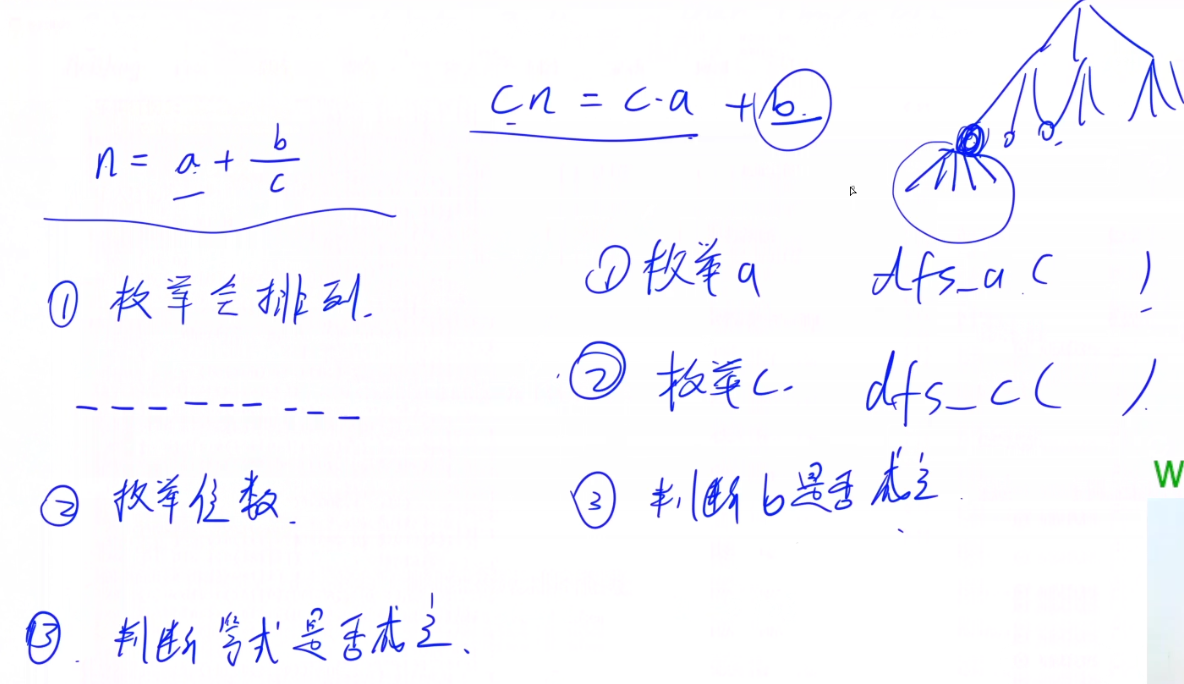 n = a + b/c
① 枚举全排列.
② 枚举位数.
③. 判断等式是否成立.
cn = c·a + b.
① 枚举a dfs_a ( )
② 枚举c. dfs_c ( ).
③ 判断b是否成立.
W